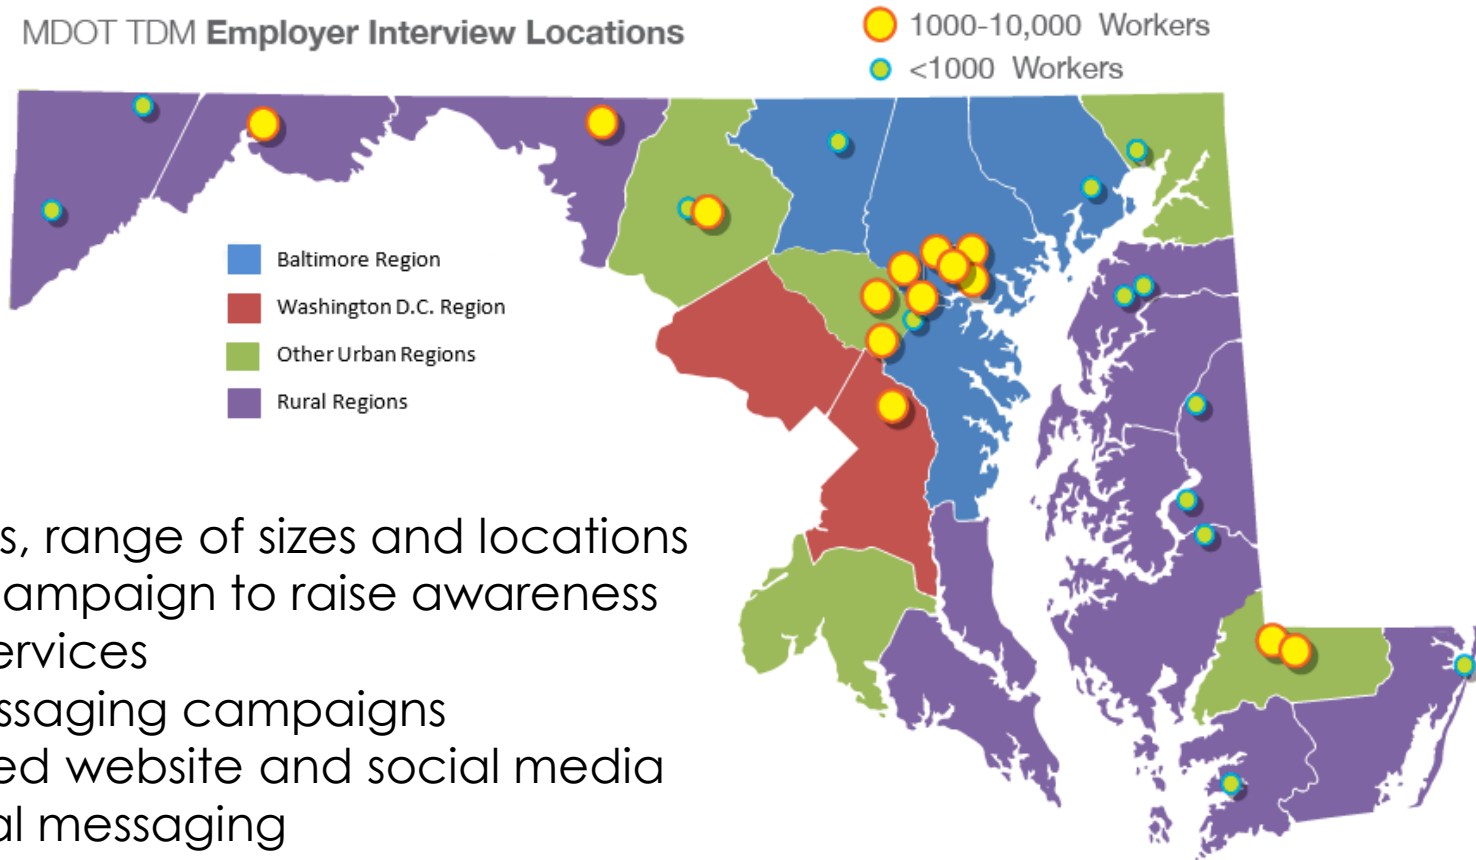 MDOT TDM Employer Interview Locations
1000-10,000 Workers
<1000 Workers
Baltimore Region
Washington D.C. Region
Other Urban Regions
Rural Regions
s, range of sizes and locations
ampaign to raise awareness
ervices
ssaging campaigns
ed website and social media
al messaging